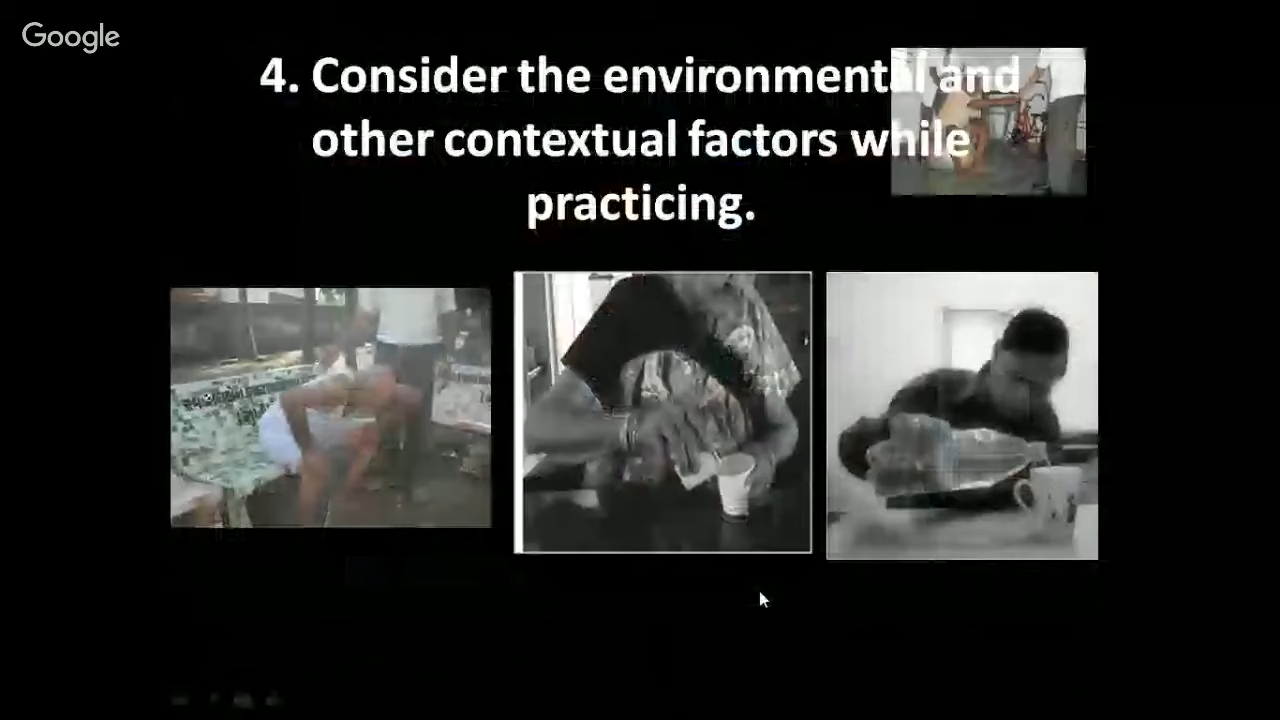 Google
4. Consider the environmental and
other contextual factors while
practicing.